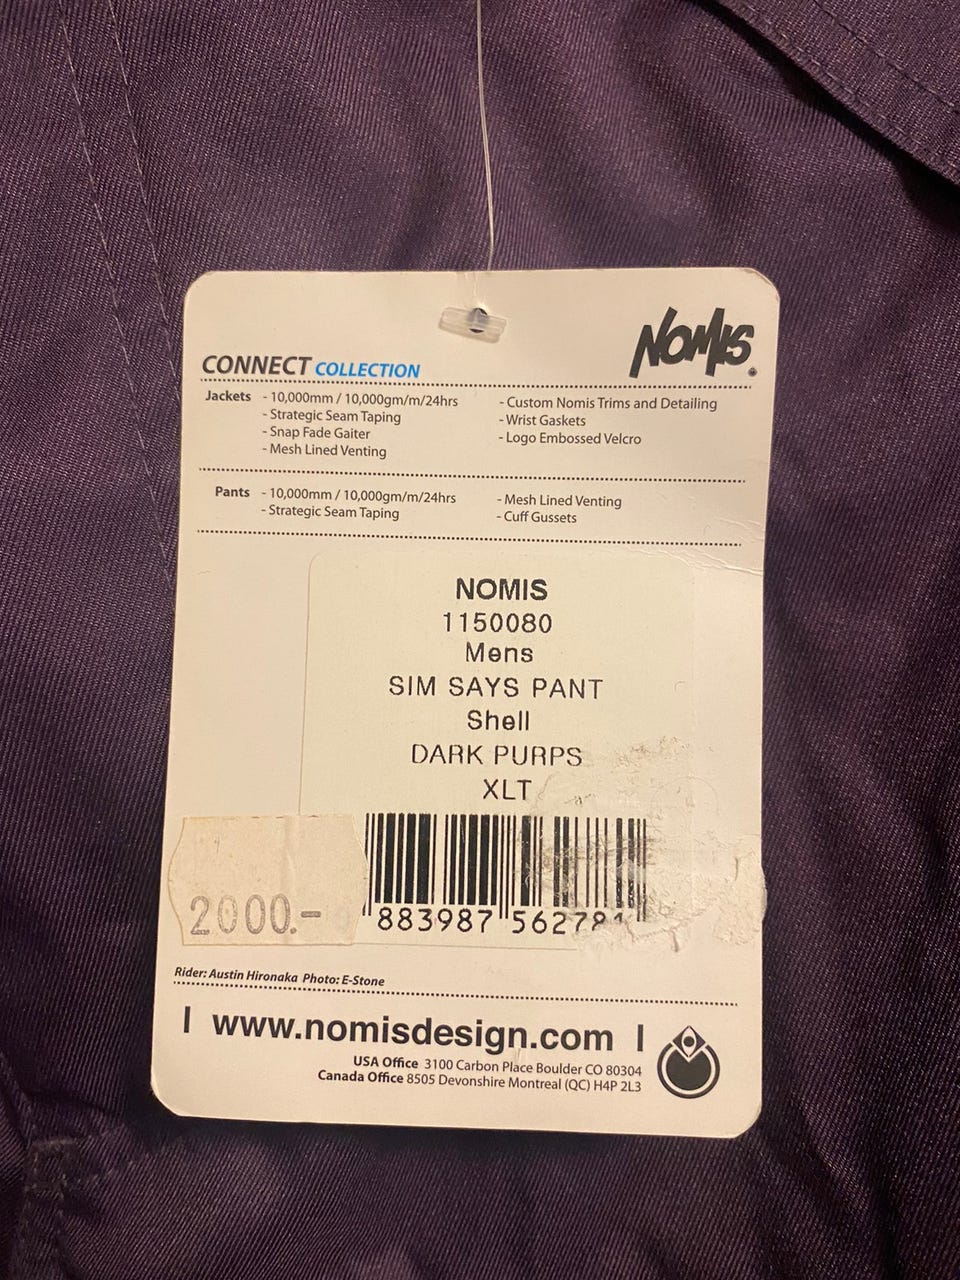 NOMIS
CONNECT COLLECTION
Jackets
- 10,000mm / 10,000gm/m/24hrs
- Strategic Seam Taping
- Snap Fade Gaiter
- Mesh Lined Venting
- Custom Nomis Trims and Detailing
- Wrist Gaskets
- Logo Embossed Velcro
Pants
- 10,000mm / 10,000gm/m/24hrs
- Strategic Seam Taping
- Mesh Lined Venting
- Cuff Gussets
NOMIS
1150080
Mens
SIM SAYS PANT
Shell
DARK PURPS
XLT
2000.-
883987
Rider: Austin Hironaka Photo: E-Stone
| www.nomisdesign.com |
USA Office 3100 Carbon Place Boulder CO 80304
Canada Office 8505 Devonshire Montreal (QC) H4P 2L3